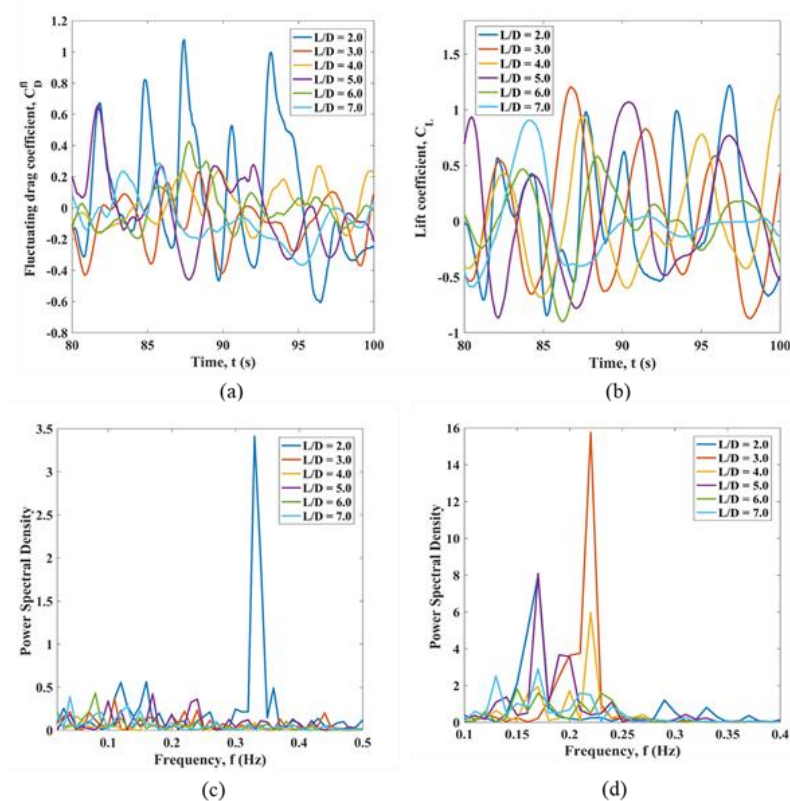 1.2
1
0.8
0.6
0.4
0.2
0
-0.2
-0.4
-0.6
-0.8
Fluctuating drag coefficient, C_D^fl
L/D = 2.0
L/D = 3.0
L/D = 4.0
L/D = 5.0
L/D = 6.0
L/D = 7.0
80 85 90 95 100
Time, t (s)
(a)
1.5
1
0.5
0
-0.5
-1
Lift coefficient, C_L
L/D = 2.0
L/D = 3.0
L/D = 4.0
L/D = 5.0
L/D = 6.0
L/D = 7.0
80 85 90 95 100
Time, t (s)
(b)
3.5
3
2.5
2
1.5
1
0.5
0
Power Spectral Density
L/D = 2.0
L/D = 3.0
L/D = 4.0
L/D = 5.0
L/D = 6.0
L/D = 7.0
0.1 0.2 0.3 0.4 0.5
Frequency, f (Hz)
(c)
16
14
12
10
8
6
4
2
0
Power Spectral Density
L/D = 2.0
L/D = 3.0
L/D = 4.0
L/D = 5.0
L/D = 6.0
L/D = 7.0
0.1 0.15 0.2 0.25 0.3 0.35 0.4
Frequency, f (Hz)
(d)